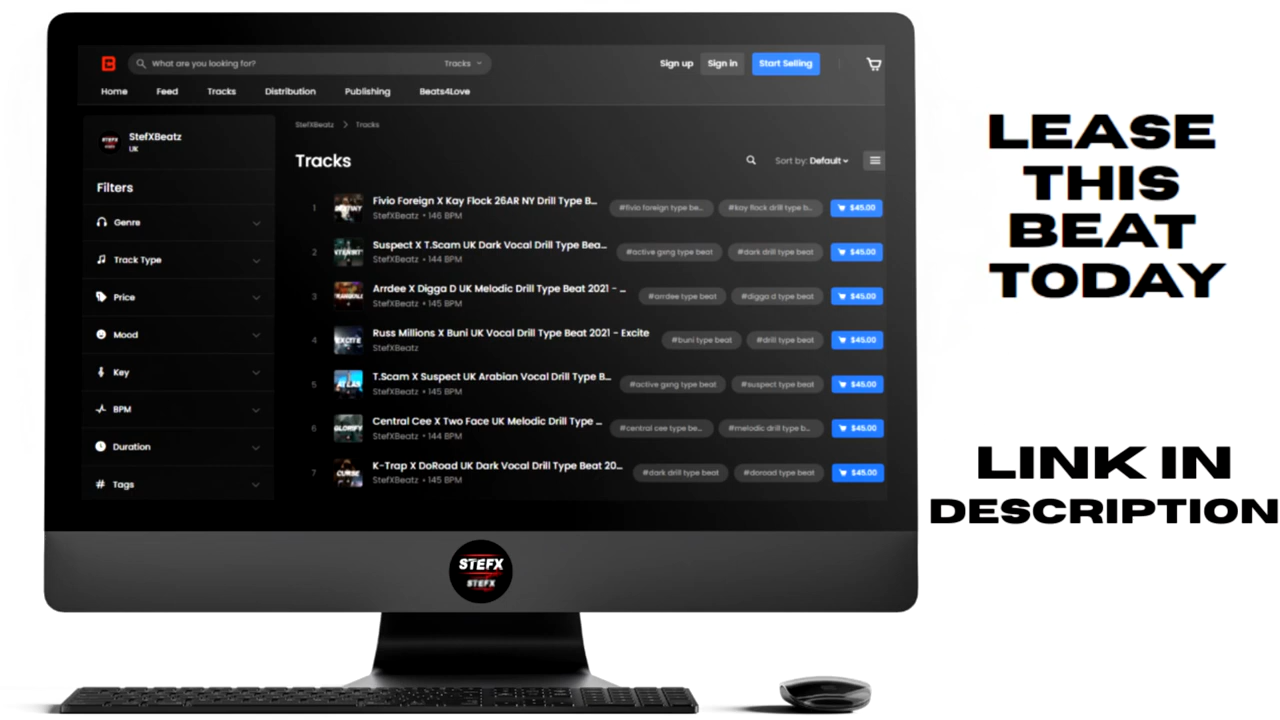 What are you looking for?
Tracks
Sign up
Sign in
Start Selling
Home
Feed
Tracks
Distribution
Publishing
Beats4Love
StefXBeatz
UK
Filters
Genre
Track Type
Price
Mood
Key
BPM
Duration
# Tags
StefXBeatz > Tracks
Tracks
Sort by: Default
1
Fivio Foreign X Kay Flock 26AR NY Drill Type B...
StefXBeatz • 146 BPM
#fivio foreign type be...
#kay flock drill type b...
$45.00
2
Suspect X T.Scam UK Dark Vocal Drill Type Bea...
StefXBeatz • 144 BPM
#active gxng type beat
#dark drill type beat
$45.00
3
Arrdee X Digga D UK Melodic Drill Type Beat 2021 - ...
StefXBeatz • 145 BPM
#arrdee type beat
#digga d type beat
$45.00
4
EXCITE
Russ Millions X Buni UK Vocal Drill Type Beat 2021 - Excite
StefXBeatz
#buni type beat
#drill type beat
$45.00
5
ATLAS
T.Scam X Suspect UK Arabian Vocal Drill Type B...
StefXBeatz • 145 BPM
#active gxng type beat
#suspect type beat
$45.00
6
GLORIFY
Central Cee X Two Face UK Melodic Drill Type ...
StefXBeatz • 144 BPM
#central cee type be...
#melodic drill type b...
$45.00
7
CURSE
K-Trap X DoRoad UK Dark Vocal Drill Type Beat 20...
StefXBeatz • 145 BPM
#dark drill type beat
#doroad type beat
$45.00
STEFX
STEFX
LEASE
THIS
BEAT
TODAY
LINK IN
DESCRIPTION